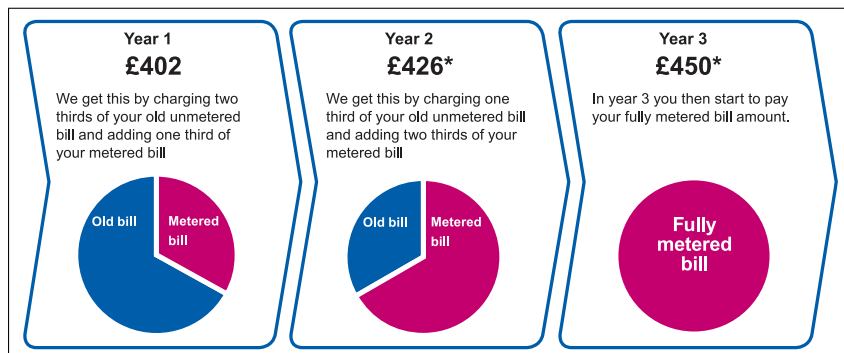 Year 1
£402
We get this by charging two
thirds of your old unmetered
bill and adding one third of
your metered bill
Old bill
Metered
bill
Year 2
£426*
We get this by charging one
third of your old unmetered bill
and adding two thirds of your
metered bill
Old bill
Metered
bill
Year 3
£450*
In year 3 you then start to pay
your fully metered bill amount.
Fully
metered
bill